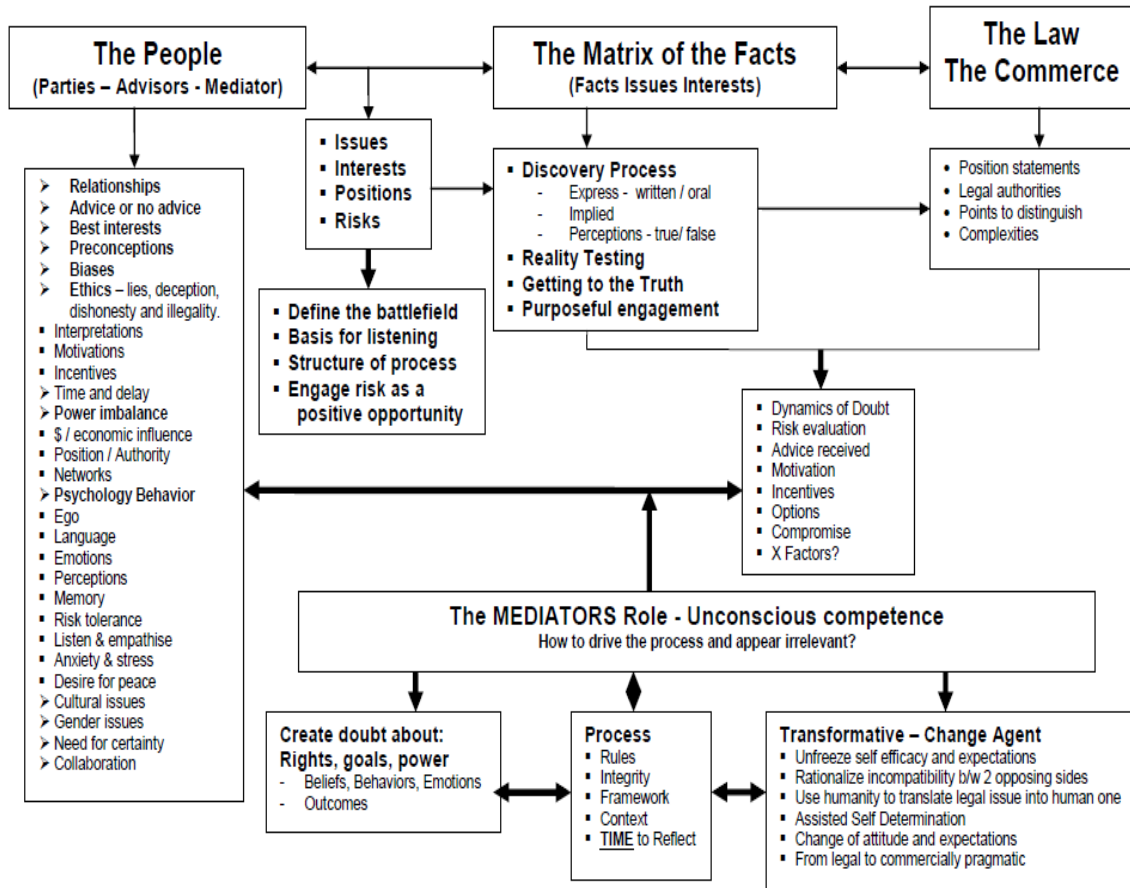 The People
(Parties – Advisors - Mediator)
The Matrix of the Facts
(Facts Issues Interests)
The Law
The Commerce
▪ Issues
▪ Interests
▪ Positions
▪ Risks
▪ Discovery Process
- Express - written / oral
- Implied
- Perceptions - true/ false
▪ Reality Testing
▪ Getting to the Truth
▪ Purposeful engagement
• Position statements
• Legal authorities
• Points to distinguish
• Complexities
➢ Relationships
➢ Advice or no advice
➢ Best interests
➢ Preconceptions
➢ Biases
➢ Ethics – lies, deception,
dishonesty and illegality.
▪ Interpretations
▪ Motivations
▪ Incentives
➢ Time and delay
➢ Power imbalance
▪ $ / economic influence
▪ Position / Authority
▪ Networks
➢ Psychology Behavior
▪ Ego
▪ Language
▪ Emotions
▪ Perceptions
▪ Memory
▪ Risk tolerance
▪ Listen & empathise
▪ Anxiety & stress
▪ Desire for peace
➢ Cultural issues
➢ Gender issues
➢ Need for certainty
➢ Collaboration
▪ Define the battlefield
▪ Basis for listening
▪ Structure of process
▪ Engage risk as a
positive opportunity
▪ Dynamics of Doubt
▪ Risk evaluation
▪ Advice received
▪ Motivation
▪ Incentives
▪ Options
▪ Compromise
▪ X Factors?
The MEDIATORS Role - Unconscious competence
How to drive the process and appear irrelevant?
Create doubt about:
Rights, goals, power
- Beliefs, Behaviors, Emotions
- Outcomes
Process
▪ Rules
▪ Integrity
▪ Framework
▪ Context
▪ TIME to Reflect
Transformative – Change Agent
▪ Unfreeze self efficacy and expectations
▪ Rationalize incompatibility b/w 2 opposing sides
▪ Use humanity to translate legal issue into human one
▪ Assisted Self Determination
▪ Change of attitude and expectations
▪ From legal to commercially pragmatic